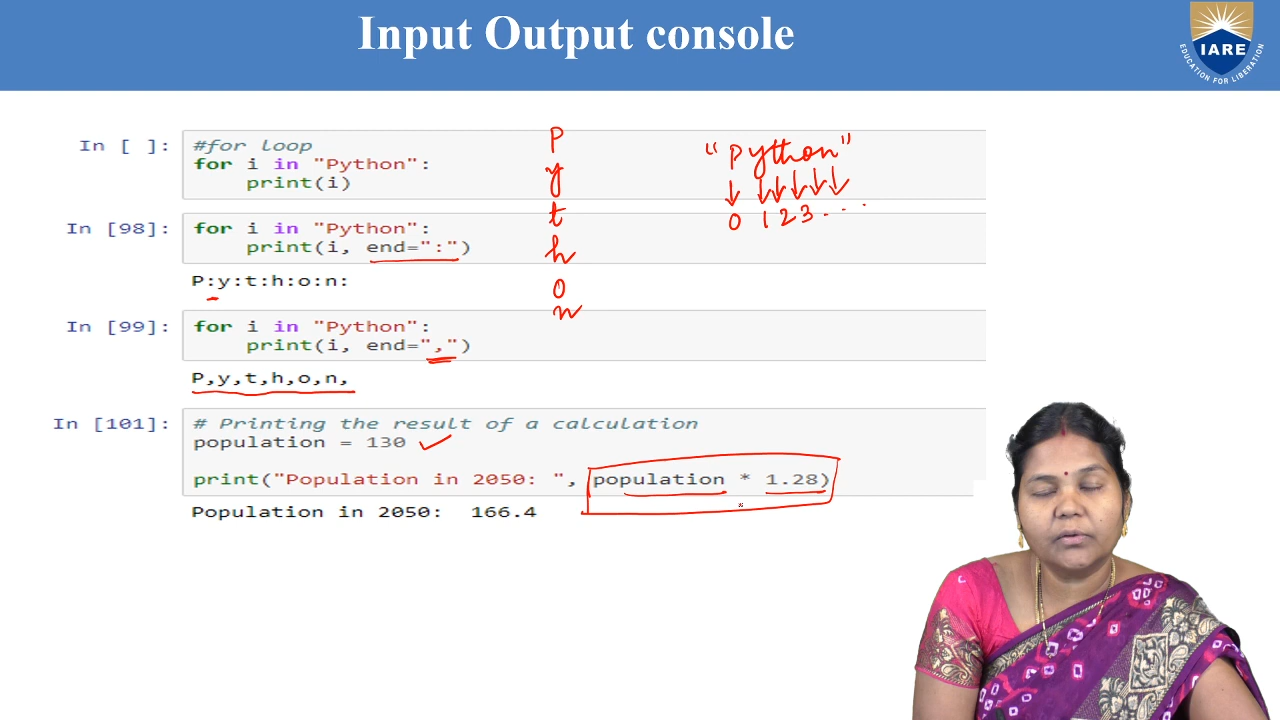 Input Output console
IARE
EDUCATION FOR LIBERATION
In [ ]:
#for loop
for i in "Python":
    print(i)
P
y
t
h
o
n
"Python"
0 1 2 3 . . . .
In [98]:
for i in "Python":
    print(i, end=":")
P:y:t:h:o:n:
In [99]:
for i in "Python":
    print(i, end=",")
P,y,t,h,o,n,
In [101]:
# Printing the result of a calculation
population = 130
print("Population in 2050: ", population * 1.28)
Population in 2050:  166.4